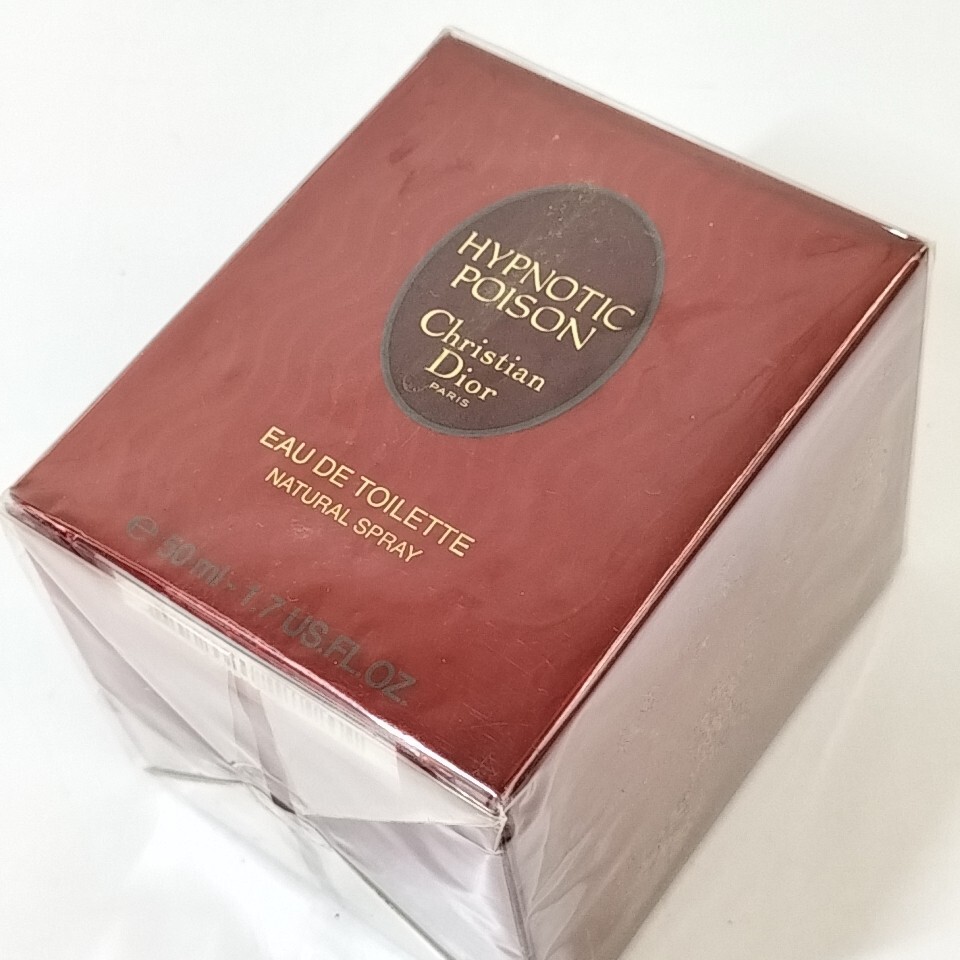 HYPNOTIC
POISON
Christian
Dior
PARIS
EAU DE TOILETTE
NATURAL SPRAY
℮ 50 ml - 1.7 US.FL.OZ.